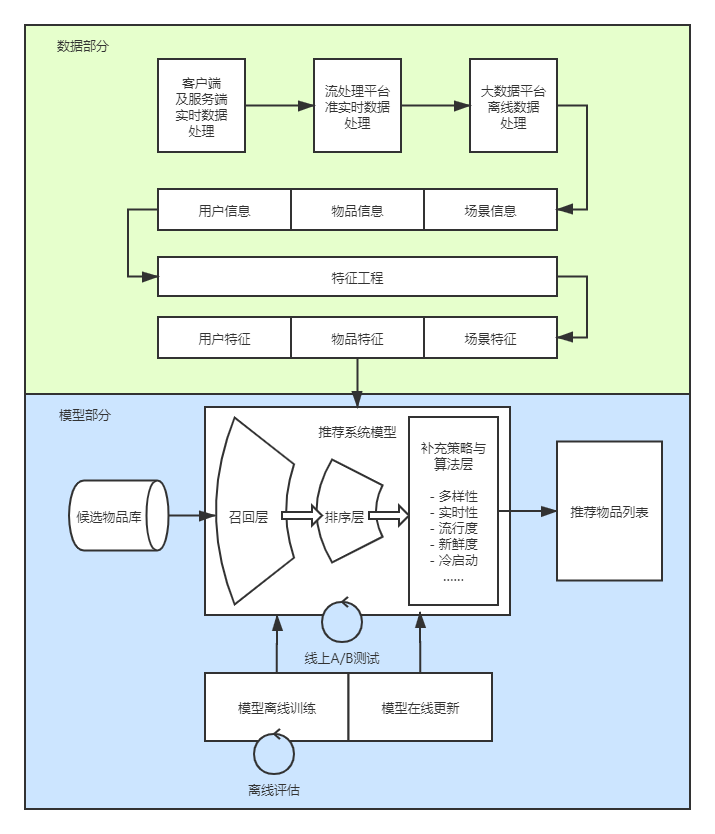 数据部分
客户端
及服务端
实时数据
处理
流处理平台
准实时数据
处理
大数据平台
离线数据
处理
用户信息
物品信息
场景信息
特征工程
用户特征
物品特征
场景特征
模型部分
推荐系统模型
候选物品库
召回层
排序层
补充策略与
算法层
- 多样性
- 实时性
- 流行度
- 新鲜度
- 冷启动
......
推荐物品列表
线上A/B测试
模型离线训练
模型在线更新
离线评估